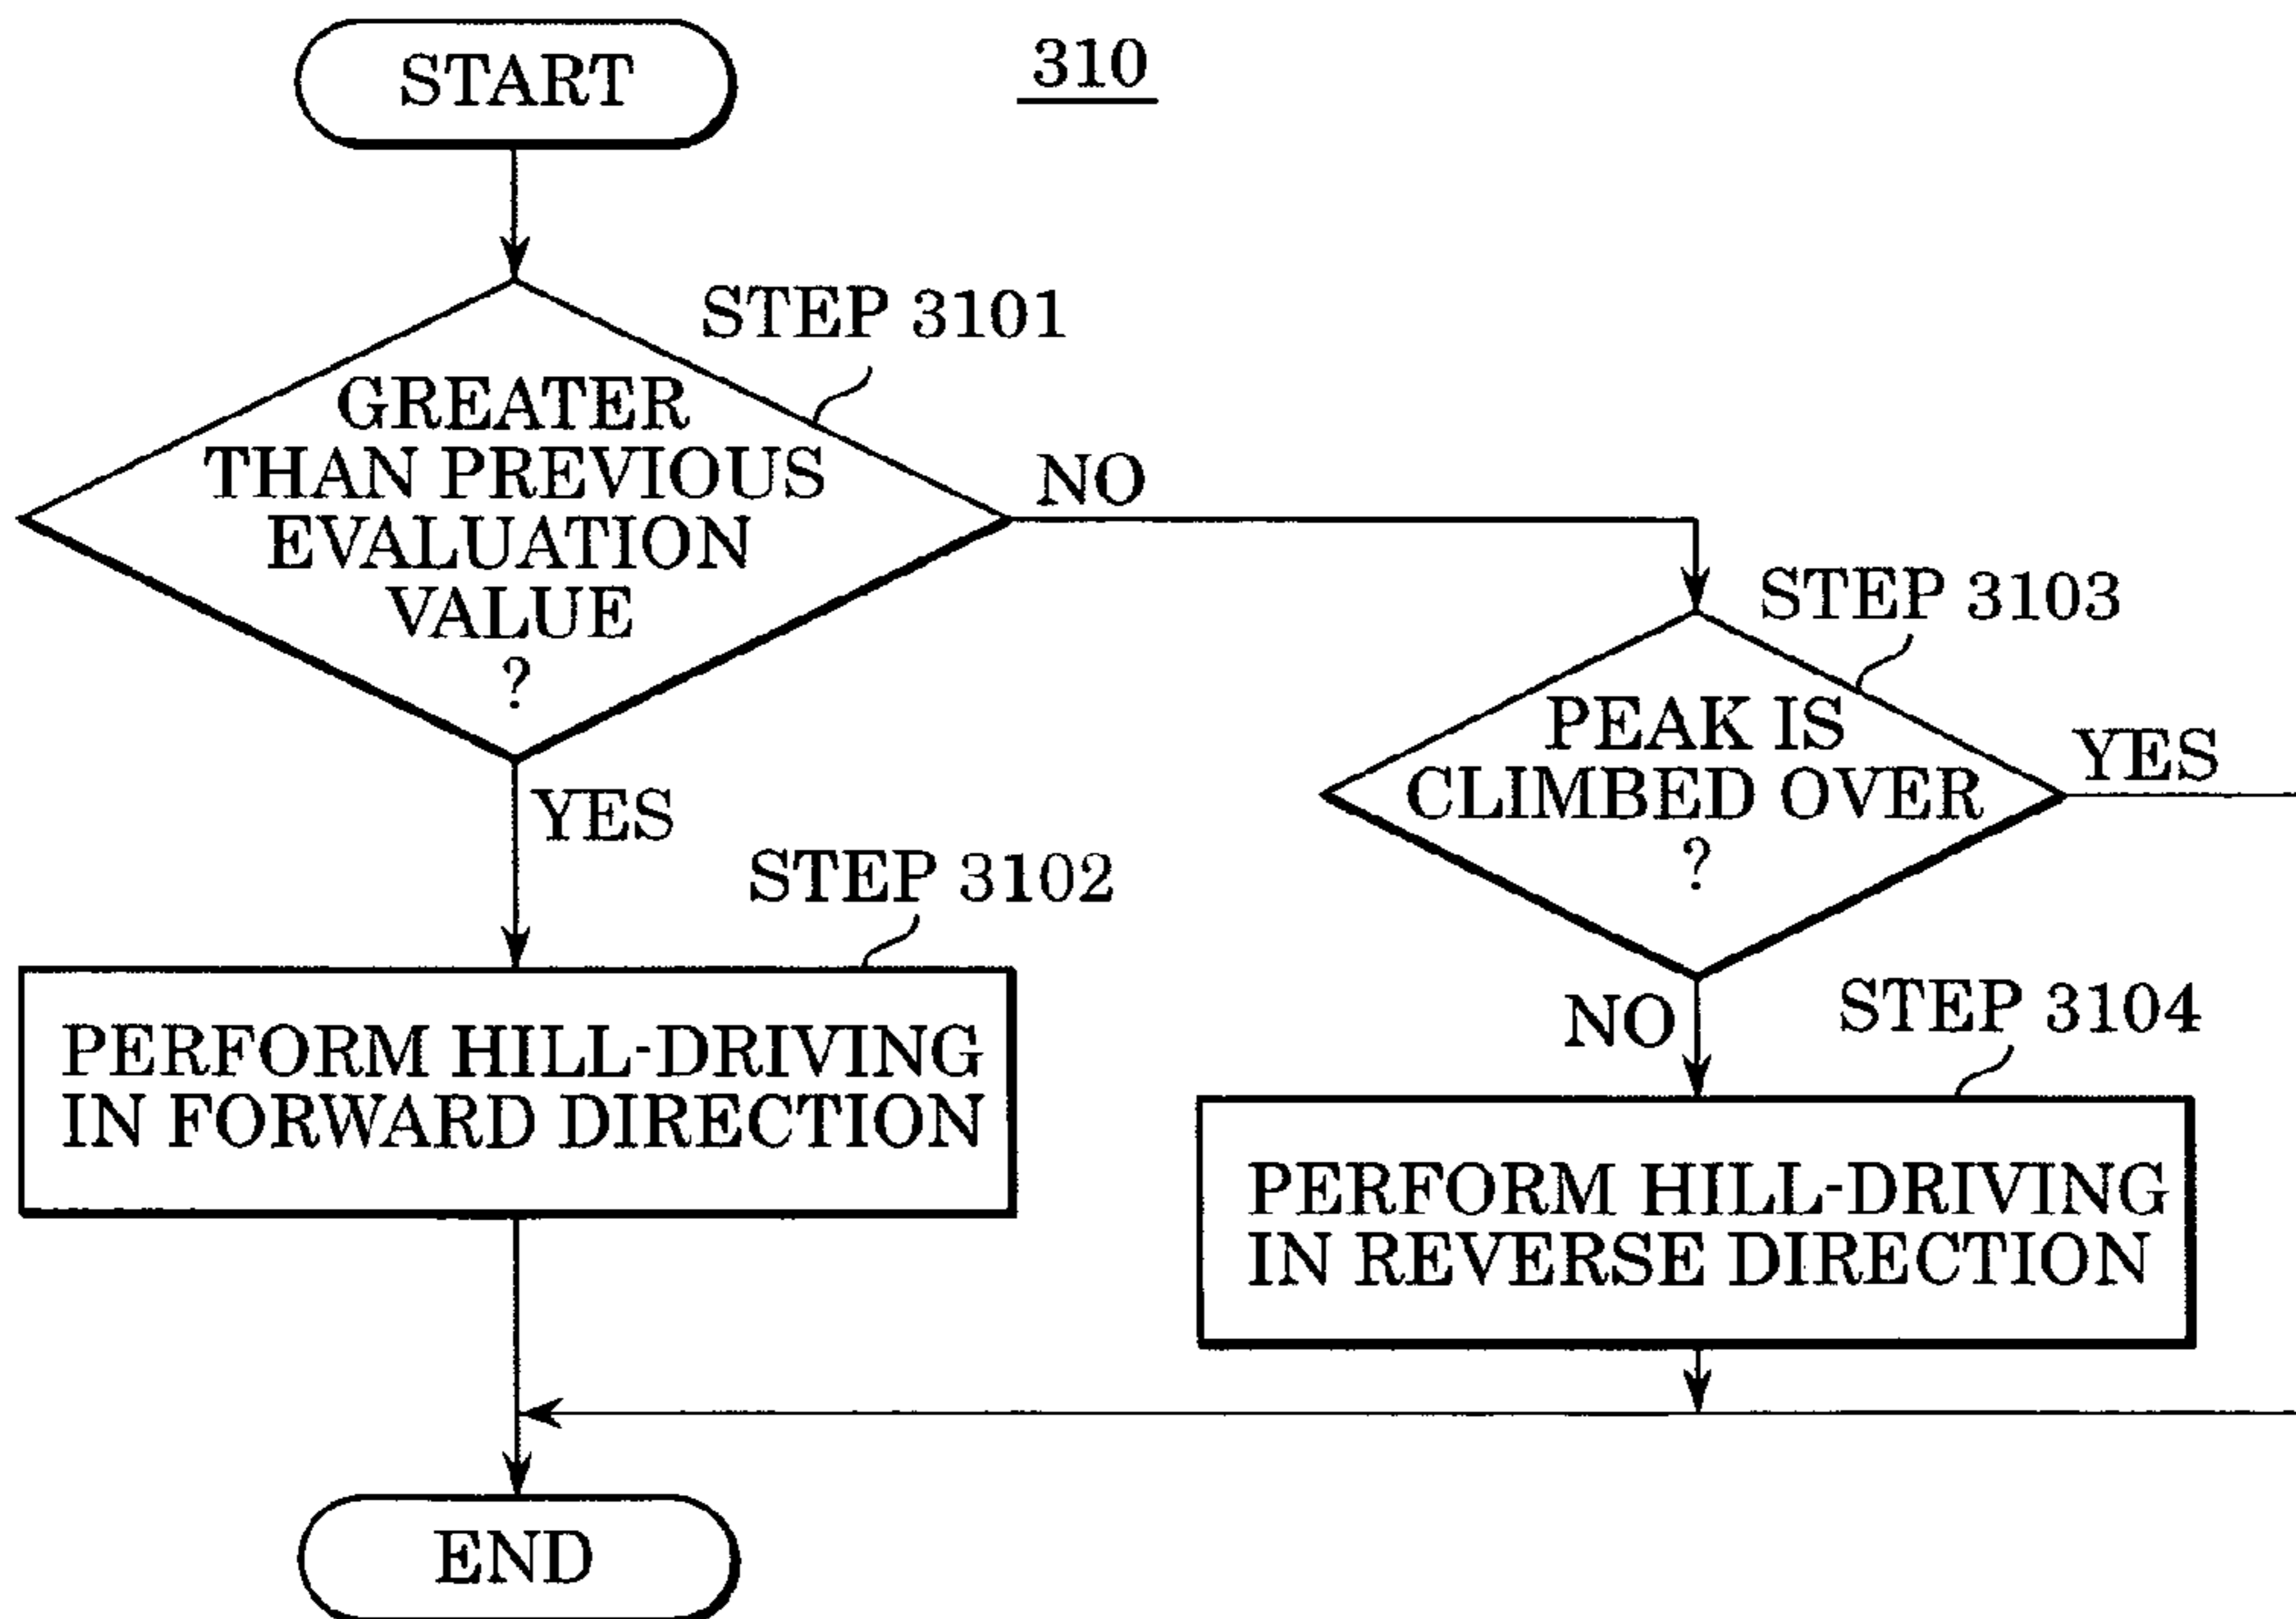 START
310
STEP 3101
GREATER
THAN PREVIOUS
EVALUATION
VALUE
?
NO
YES
STEP 3102
PERFORM HILL-DRIVING
IN FORWARD DIRECTION
STEP 3103
PEAK IS
CLIMBED OVER
?
YES
NO
STEP 3104
PERFORM HILL-DRIVING
IN REVERSE DIRECTION
END